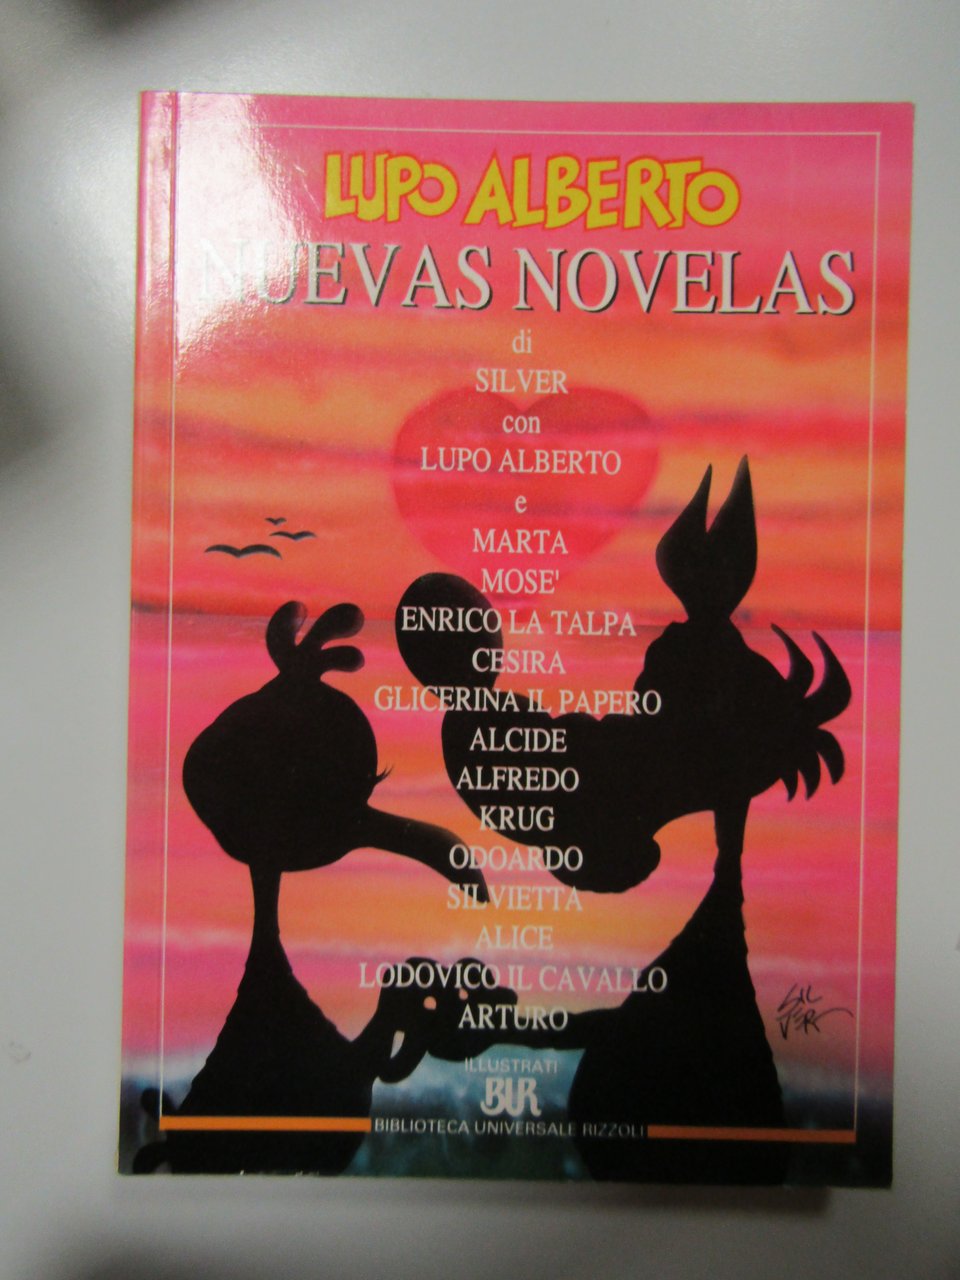 LUPO ALBERTO
NUEVAS NOVELAS
di
SILVER
con
LUPO ALBERTO
e
MARTA
MOSE'
ENRICO LA TALPA
CESIRA
GLICERINA IL PAPERO
ALCIDE
ALFREDO
KRUG
ODOARDO
SILVIETTA
ALICE
LODOVICO IL CAVALLO
ARTURO
SILVER
ILLUSTRATI
BUR
BIBLIOTECA UNIVERSALE RIZZOLI